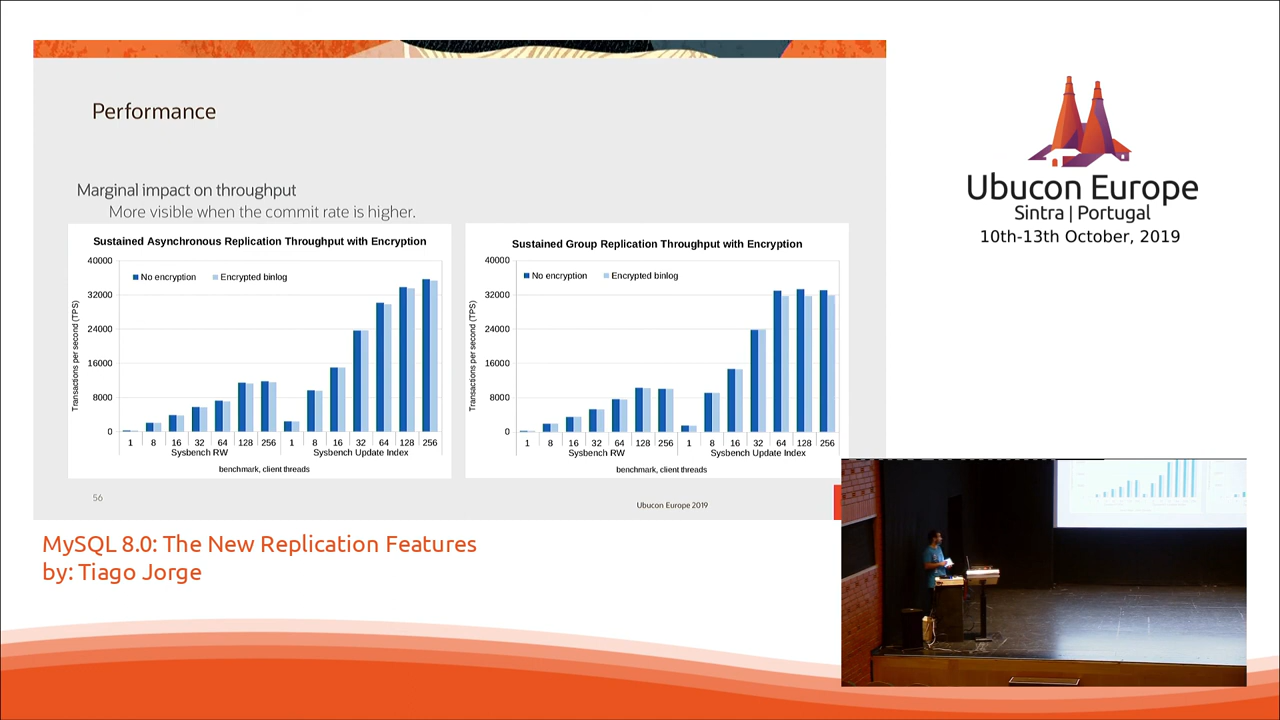 Performance
Marginal impact on throughput
More visible when the commit rate is higher.
Sustained Asynchronous Replication Throughput with Encryption
No encryption
Encrypted binlog
Transactions per second (TPS)
40000
32000
24000
16000
8000
0
1 8 16 32 64 128 256 1 8 16 32 64 128 256
Sysbench RW Sysbench Update Index
benchmark, client threads
Sustained Group Replication Throughput with Encryption
No encryption
Encrypted binlog
Transactions per second (TPS)
40000
32000
24000
16000
8000
0
1 8 16 32 64 128 256 1 8 16 32 64 128 256
Sysbench RW Sysbench Update Index
benchmark, client threads
56
Ubucon Europe 2019
Ubucon Europe
Sintra | Portugal
10th-13th October, 2019
MySQL 8.0: The New Replication Features
by: Tiago Jorge